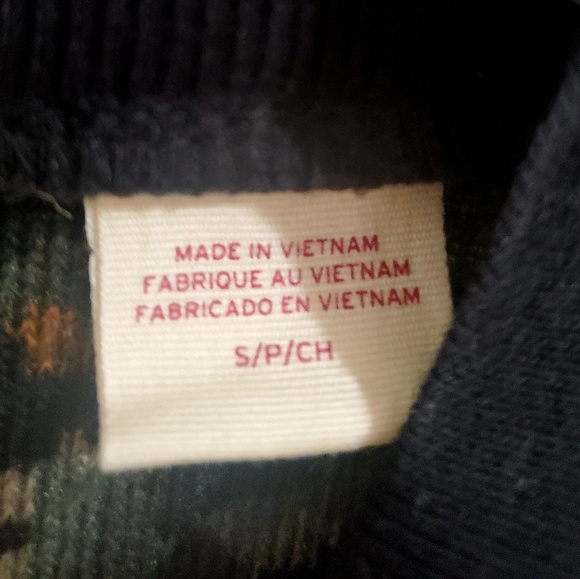 MADE IN VIETNAM
FABRIQUE AU VIETNAM
FABRICADO EN VIETNAM
S/P/CH